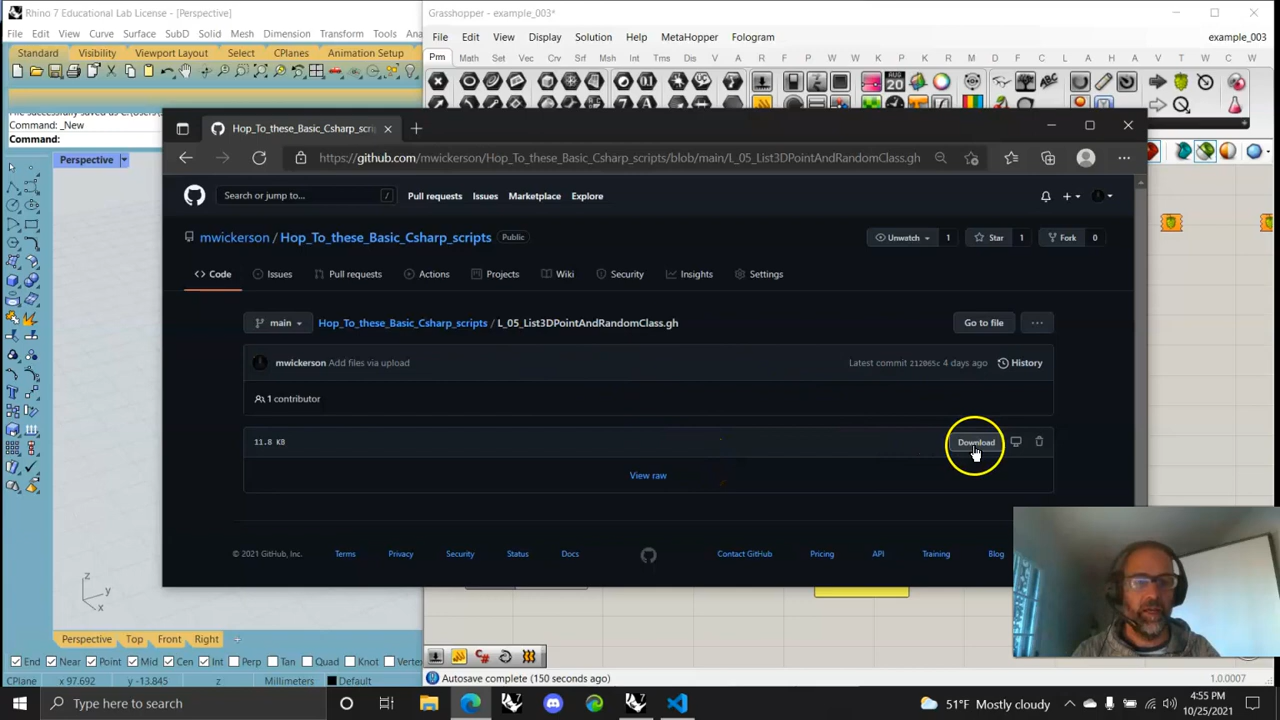 Rhino 7 Educational Lab License - [Perspective]
Grasshopper - example_003*
File Edit View Curve Surface SubD Solid Mesh Dimension Transform Tools
File Edit View Display Solution Help MetaHopper Fologram example_003
Standard Visibility Viewport Layout Select CPlanes Animation Setup
Prm Math Set Vec Crv Srf Msh Int Trns Dis V
Command: _New
Command:
Perspective
Hop_To_these_Basic_Csharp_scri
https://github.com/mwickerson/Hop_To_these_Basic_Csharp_scripts/blob/main/L_05_List3DPointAndRandomClass.gh
Search or jump to... / Pull requests Issues Marketplace Explore
mwickerson / Hop_To_these_Basic_Csharp_scripts Public
Unwatch 1 Star 1 Fork 0
Code Issues Pull requests Actions Projects Wiki Security Insights Settings
main Hop_To_these_Basic_Csharp_scripts / L_05_List3DPointAndRandomClass.gh Go to file ...
mwickerson Add files via upload Latest commit 212065c 4 days ago History
1 contributor
11.8 KB Download
View raw
© 2021 GitHub, Inc. Terms Privacy Security Status Docs Contact GitHub Pricing API Training Blog
z
y
x
Perspective Top Front Right
End Near Point Mid Cen Int Perp Tan Quad Knot
CPlane x 97.692 y -13.845 z Millimeters Default
Autosave complete (150 seconds ago)
1.0.0007
Type here to search
51°F Mostly cloudy
4:55 PM
10/25/2021